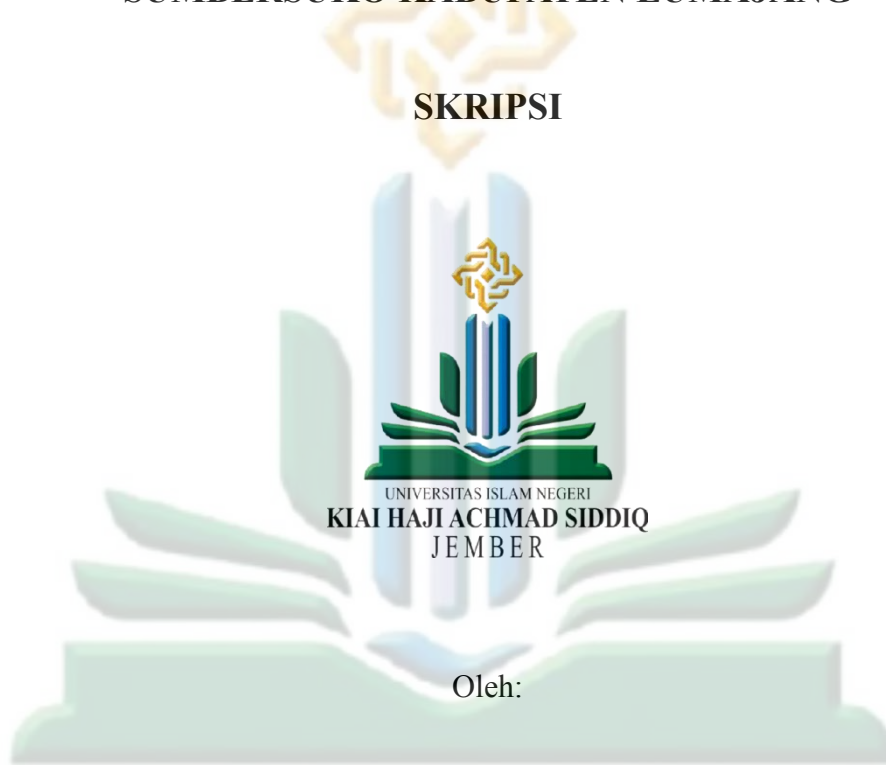 SUMBERSUKO KABUPATEN LUMAJANG
SKRIPSI
UNIVERSITAS ISLAM NEGERI
KIAI HAJI ACHMAD SIDDIQ
JEMBER
Oleh: